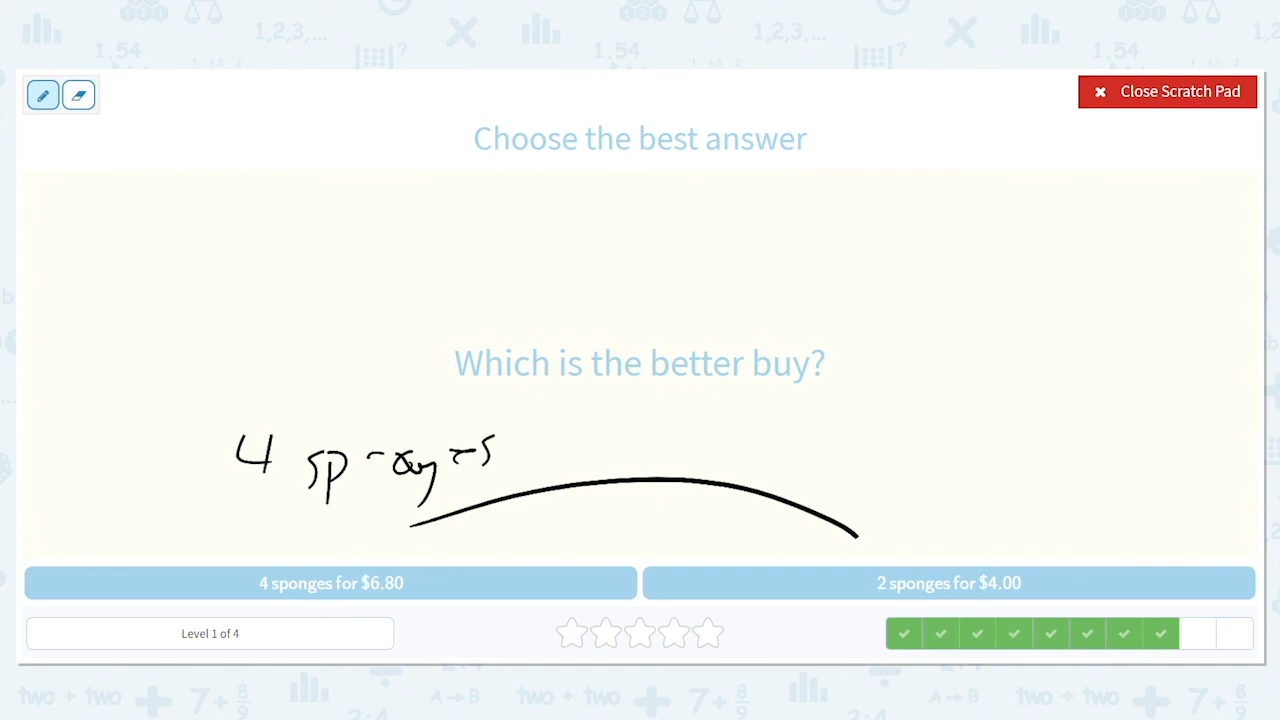 Close Scratch Pad
Choose the best answer
Which is the better buy?
4 sp
4 sponges for $6.80
2 sponges for $4.00
Level 1 of 4